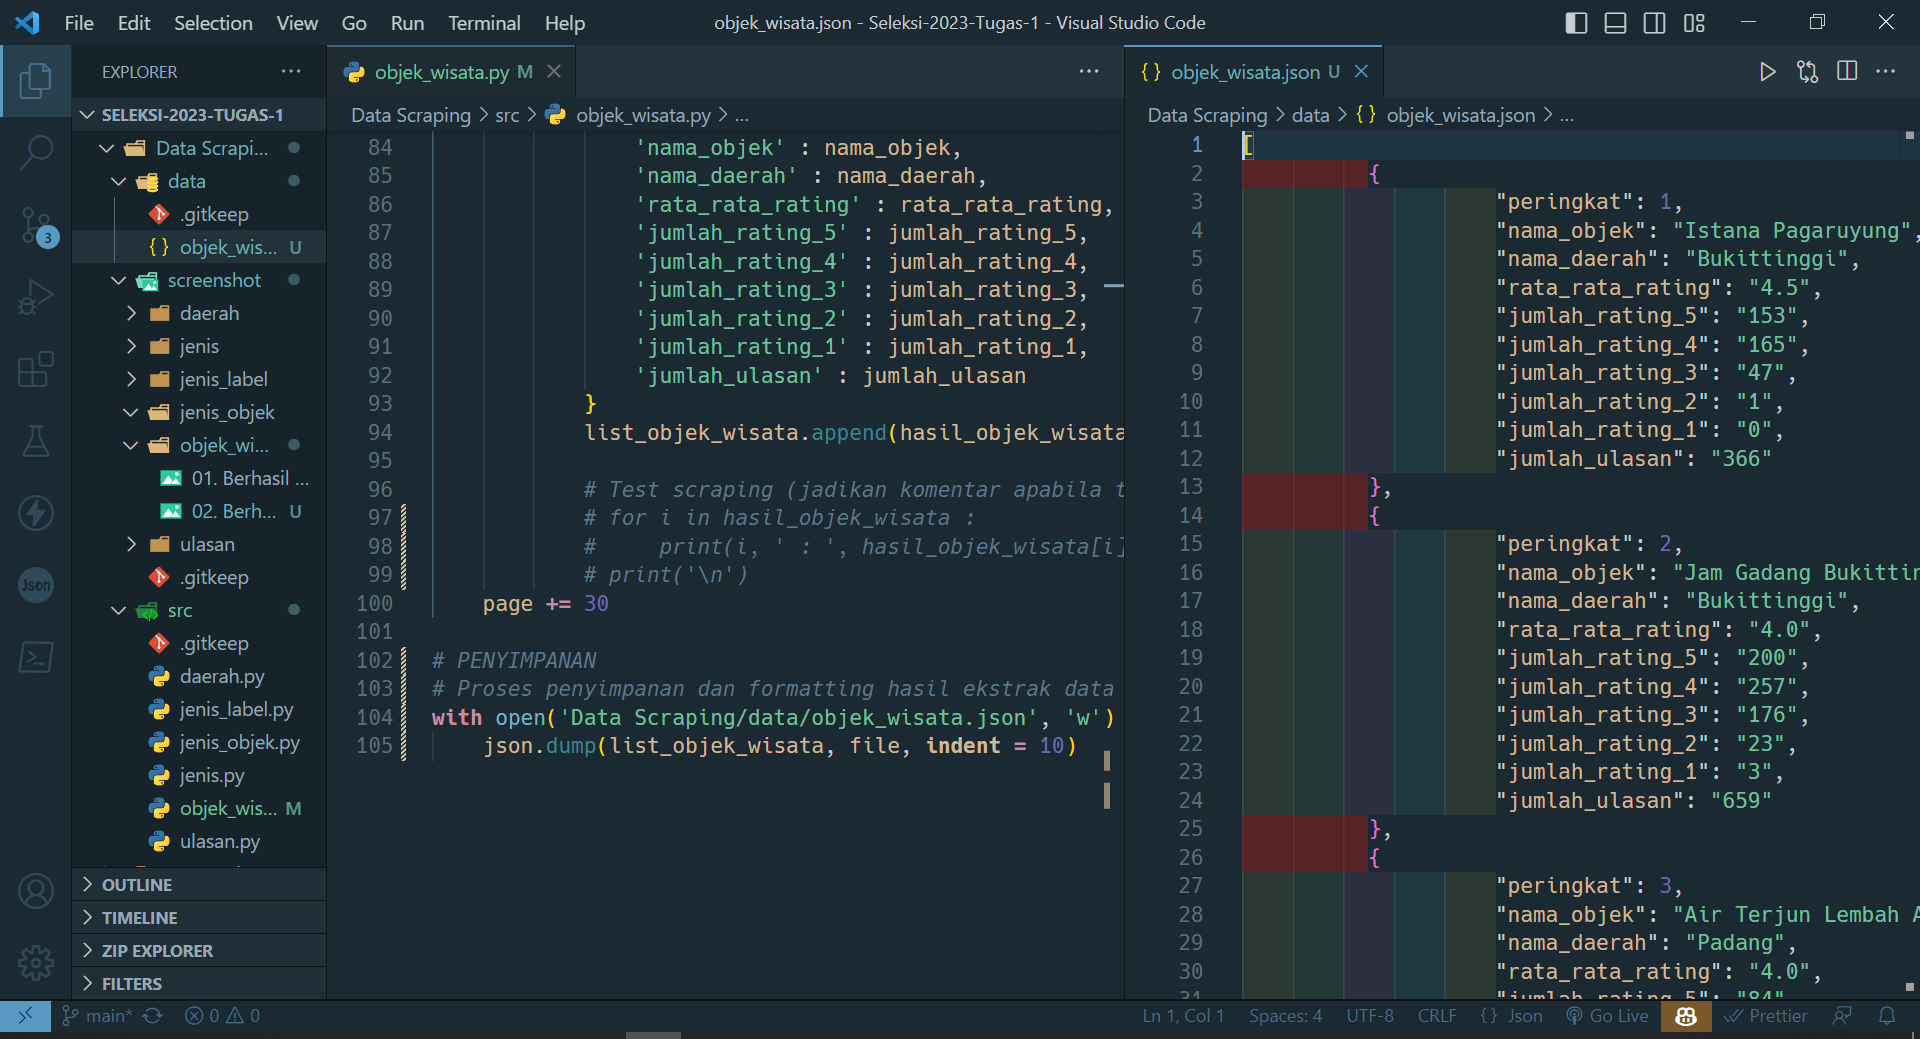 File Edit Selection View Go Run Terminal Help
objek_wisata.json - Seleksi-2023-Tugas-1 - Visual Studio Code
EXPLORER
SELEKSI-2023-TUGAS-1
Data Scrapi...
data
.gitkeep
objek_wis... U
screenshot
daerah
jenis
jenis_label
jenis_objek
objek_wi...
01. Berhasil ...
02. Berh... U
ulasan
.gitkeep
src
.gitkeep
daerah.py
jenis_label.py
jenis_objek.py
jenis.py
objek_wis... M
ulasan.py
OUTLINE
TIMELINE
ZIP EXPLORER
FILTERS
3
Json
objek_wisata.py M
Data Scraping > src > objek_wisata.py > ...
84 'nama_objek' : nama_objek,
85 'nama_daerah' : nama_daerah,
86 'rata_rata_rating' : rata_rata_rating,
87 'jumlah_rating_5' : jumlah_rating_5,
88 'jumlah_rating_4' : jumlah_rating_4,
89 'jumlah_rating_3' : jumlah_rating_3,
90 'jumlah_rating_2' : jumlah_rating_2,
91 'jumlah_rating_1' : jumlah_rating_1,
92 'jumlah_ulasan' : jumlah_ulasan
93 }
94 list_objek_wisata.append(hasil_objek_wisata
95
96 # Test scraping (jadikan komentar apabila t
97 # for i in hasil_objek_wisata :
98 # print(i, ' : ', hasil_objek_wisata[i]
99 # print('\n')
100 page += 30
101
102 # PENYIMPANAN
103 # Proses penyimpanan dan formatting hasil ekstrak data
104 with open('Data Scraping/data/objek_wisata.json', 'w')
105 json.dump(list_objek_wisata, file, indent = 10)
{} objek_wisata.json U
Data Scraping > data > {} objek_wisata.json > ...
1 [
2 {
3 "peringkat": 1,
4 "nama_objek": "Istana Pagaruyung",
5 "nama_daerah": "Bukittinggi",
6 "rata_rata_rating": "4.5",
7 "jumlah_rating_5": "153",
8 "jumlah_rating_4": "165",
9 "jumlah_rating_3": "47",
10 "jumlah_rating_2": "1",
11 "jumlah_rating_1": "0",
12 "jumlah_ulasan": "366"
13 },
14 {
15 "peringkat": 2,
16 "nama_objek": "Jam Gadang Bukittin
17 "nama_daerah": "Bukittinggi",
18 "rata_rata_rating": "4.0",
19 "jumlah_rating_5": "200",
20 "jumlah_rating_4": "257",
21 "jumlah_rating_3": "176",
22 "jumlah_rating_2": "23",
23 "jumlah_rating_1": "3",
24 "jumlah_ulasan": "659"
25 },
26 {
27 "peringkat": 3,
28 "nama_objek": "Air Terjun Lembah A
29 "nama_daerah": "Padang",
30 "rata_rata_rating": "4.0",
31 "jumlah_rating_5": "84"
main* 0 0
Ln 1, Col 1 Spaces: 4 UTF-8 CRLF {} Json Go Live Prettier